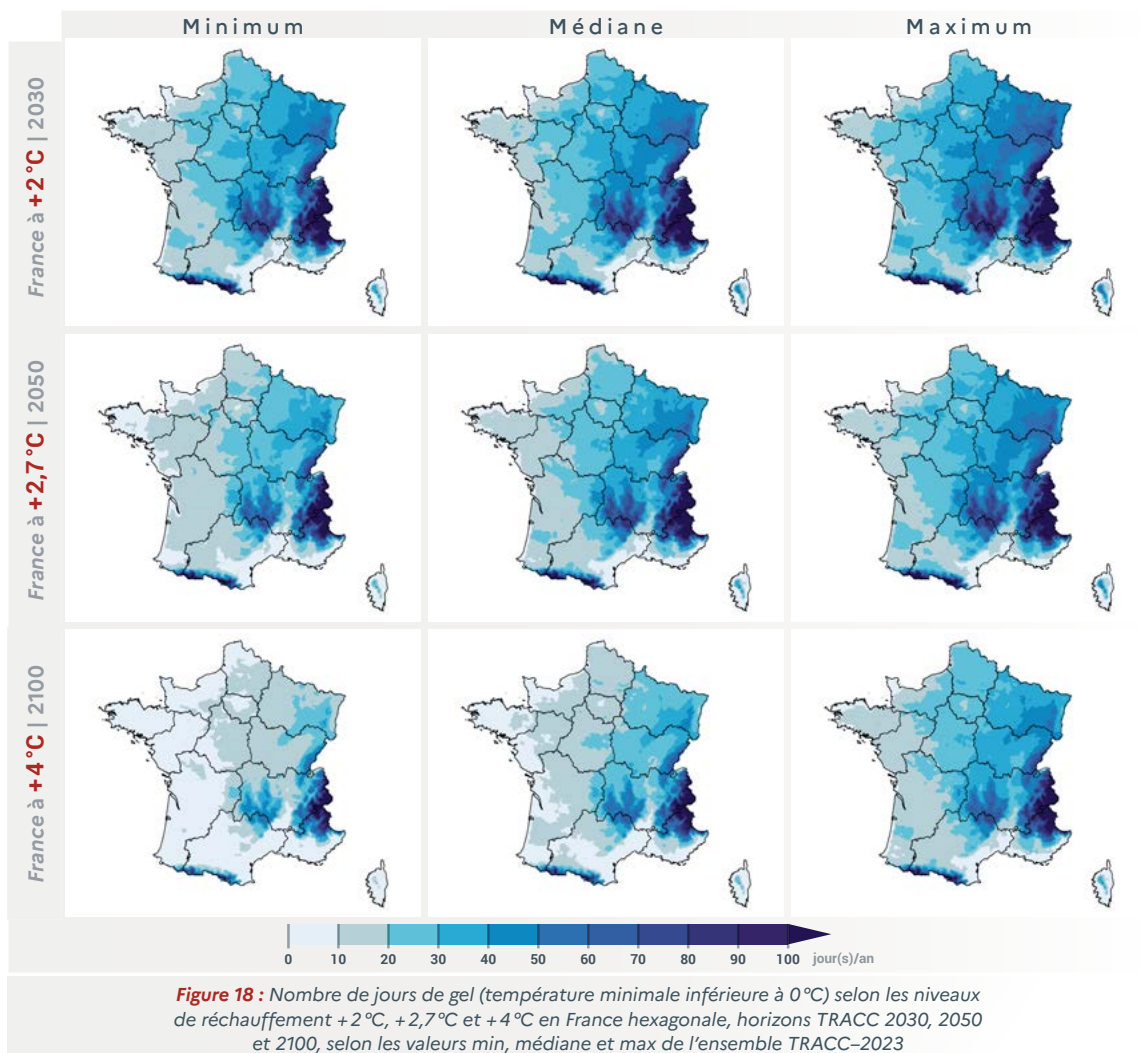 Minimum
Médiane
Maximum
France à +2°C | 2030
France à +2,7°C | 2050
France à +4°C | 2100
0 10 20 30 40 50 60 70 80 90 100 jour(s)/an
Figure 18 : Nombre de jours de gel (température minimale inférieure à 0°C) selon les niveaux
de réchauffement +2°C, +2,7°C et +4°C en France hexagonale, horizons TRACC 2030, 2050
et 2100, selon les valeurs min, médiane et max de l'ensemble TRACC–2023